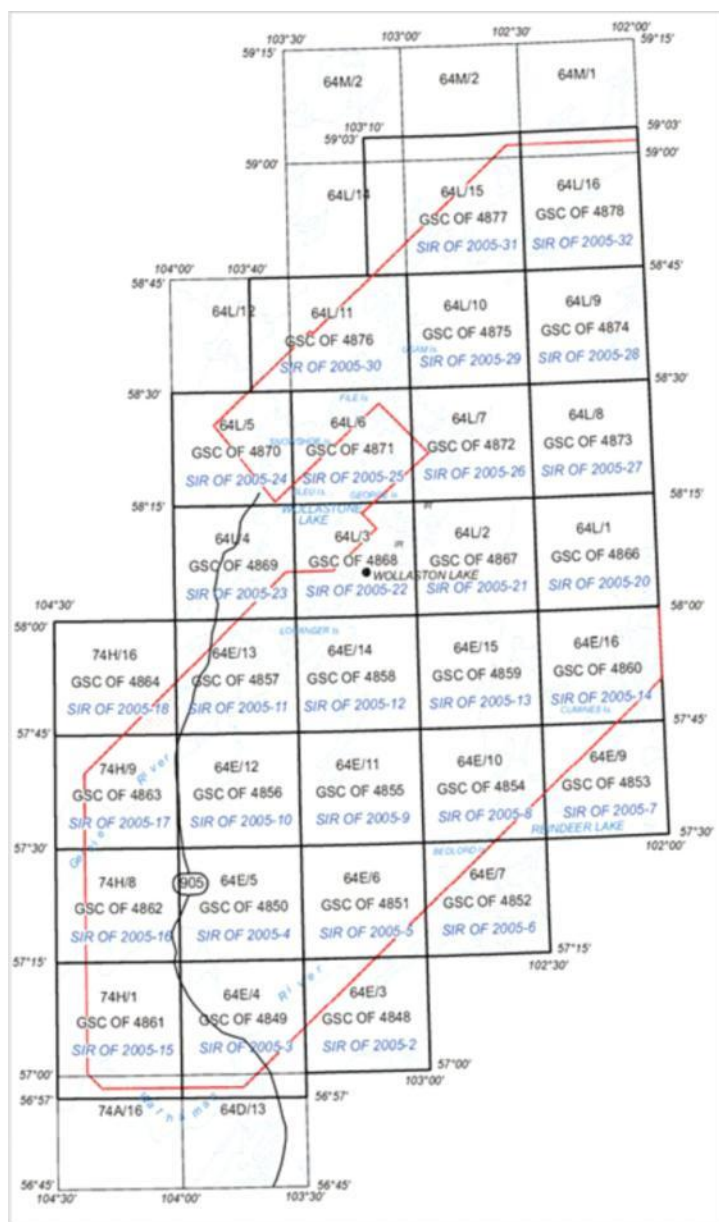 103°30'
103°00'
102°30'
102°00'
59°15'
59°15'
64M/2
64M/2
64M/1
103°10'
59°03'
59°03'
59°00'
59°00'
64L/14
64L/15
GSC OF 4877
SIR OF 2005-31
64L/16
GSC OF 4878
SIR OF 2005-32
104°00'
103°40'
58°45'
58°45'
64L/12
64L/11
GSC OF 4876
SIR OF 2005-30
64L/10
GSC OF 4875
SIR OF 2005-29
64L/9
GSC OF 4874
SIR OF 2005-28
58°30'
58°30'
FILE Is.
64L/5
GSC OF 4870
SIR OF 2005-24
64L/6
SNOWSHOE Is.
GSC OF 4871
SIR OF 2005-25
64L/7
GSC OF 4872
SIR OF 2005-26
64L/8
GSC OF 4873
SIR OF 2005-27
GEORGE Is.
58°15'
58°15'
WOLLASTONE
LAKE
64L/4
GSC OF 4869
SIR OF 2005-23
64L/3
GSC OF 4868
SIR OF 2005-22
IR
IR
WOLLASTON LAKE
64L/2
GSC OF 4867
SIR OF 2005-21
64L/1
GSC OF 4866
SIR OF 2005-20
104°30'
58°00'
58°00'
74H/16
GSC OF 4864
SIR OF 2005-18
64E/13
GSC OF 4857
SIR OF 2005-11
64E/14
GSC OF 4858
SIR OF 2005-12
64E/15
GSC OF 4859
SIR OF 2005-13
64E/16
GSC OF 4860
SIR OF 2005-14
57°45'
57°45'
74H/9
River
GSC OF 4863
SIR OF 2005-17
64E/12
GSC OF 4856
SIR OF 2005-10
64E/11
GSC OF 4855
SIR OF 2005-9
64E/10
GSC OF 4854
SIR OF 2005-8
64E/9
GSC OF 4853
SIR OF 2005-7
REINDEER LAKE
57°30'
57°30'
102°00'
74H/8
GSC OF 4862
SIR OF 2005-16
905
64E/5
GSC OF 4850
SIR OF 2005-4
64E/6
GSC OF 4851
SIR OF 2005-5
64E/7
GSC OF 4852
SIR OF 2005-6
57°15'
57°15'
102°30'
74H/1
GSC OF 4861
SIR OF 2005-15
River
64E/4
GSC OF 4849
SIR OF 2005-3
64E/3
GSC OF 4848
SIR OF 2005-2
57°00'
57°00'
103°00'
56°57'
56°57'
74A/16
64D/13
56°45'
56°45'
104°30'
104°00'
103°30'